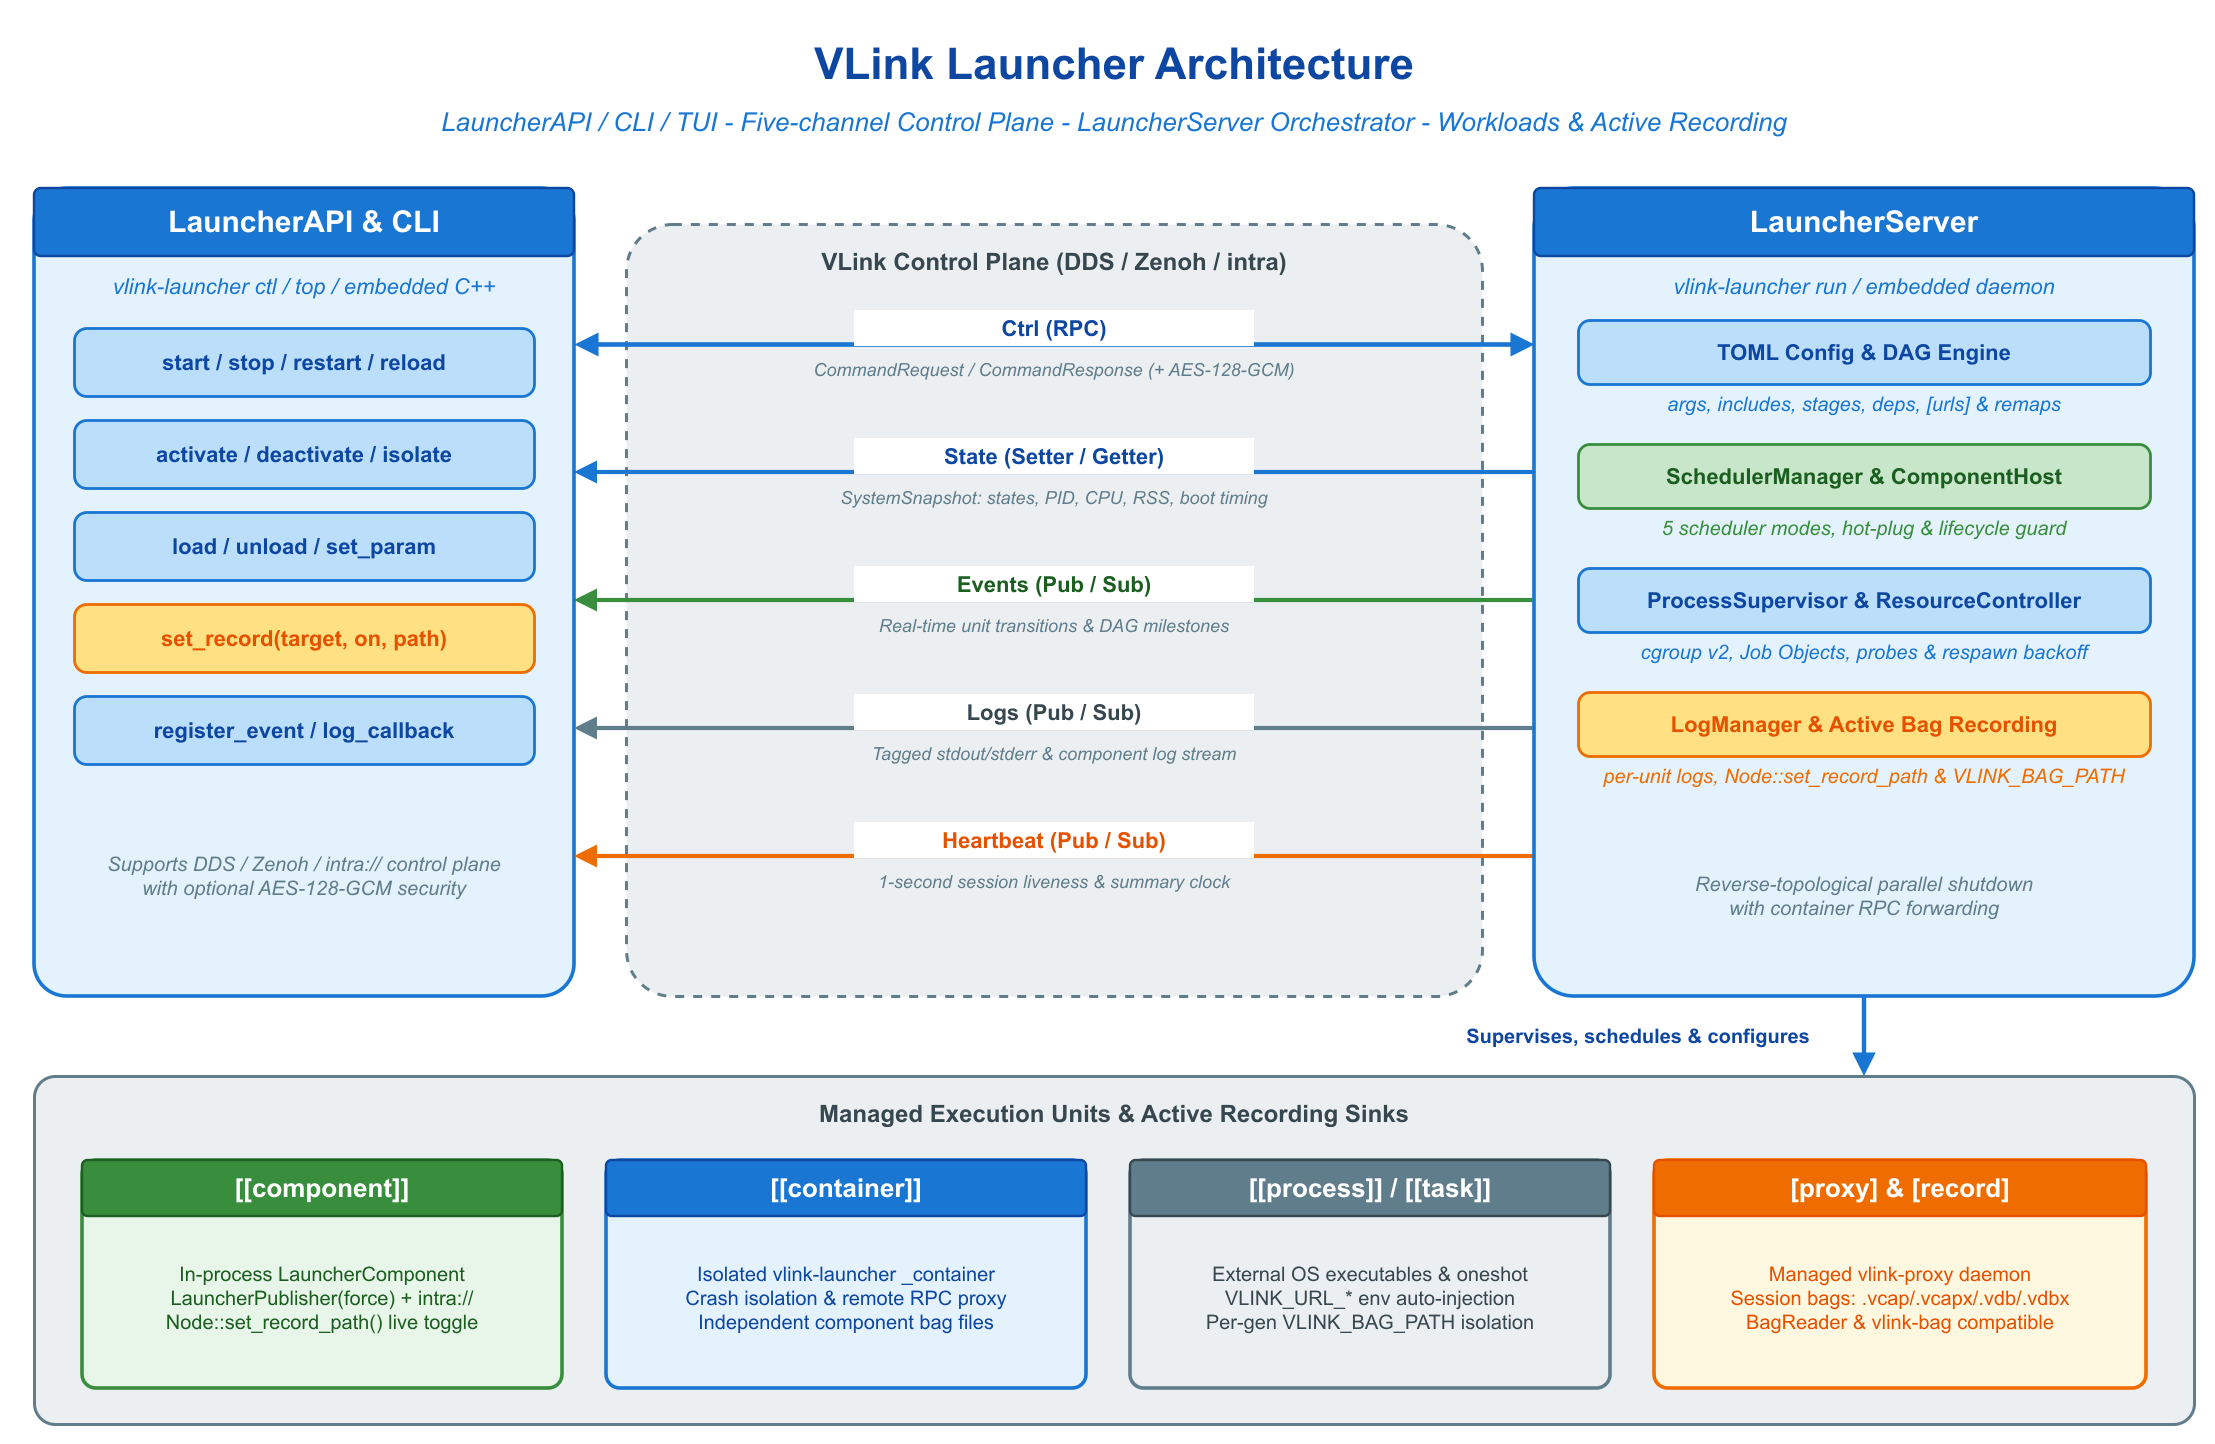 VLink Launcher Architecture
LauncherAPI / CLI / TUI - Five-channel Control Plane - LauncherServer Orchestrator - Workloads & Active Recording
LauncherAPI & CLI
vlink-launcher ctl / top / embedded C++
start / stop / restart / reload
activate / deactivate / isolate
load / unload / set_param
set_record(target, on, path)
register_event / log_callback
Supports DDS / Zenoh / intra:// control plane
with optional AES-128-GCM security
VLink Control Plane (DDS / Zenoh / intra)
Ctrl (RPC)
CommandRequest / CommandResponse (+ AES-128-GCM)
State (Setter / Getter)
SystemSnapshot: states, PID, CPU, RSS, boot timing
Events (Pub / Sub)
Real-time unit transitions & DAG milestones
Logs (Pub / Sub)
Tagged stdout/stderr & component log stream
Heartbeat (Pub / Sub)
1-second session liveness & summary clock
LauncherServer
vlink-launcher run / embedded daemon
TOML Config & DAG Engine
args, includes, stages, deps, [urls] & remaps
SchedulerManager & ComponentHost
5 scheduler modes, hot-plug & lifecycle guard
ProcessSupervisor & ResourceController
cgroup v2, Job Objects, probes & respawn backoff
LogManager & Active Bag Recording
per-unit logs, Node::set_record_path & VLINK_BAG_PATH
Reverse-topological parallel shutdown
with container RPC forwarding
Supervises, schedules & configures
Managed Execution Units & Active Recording Sinks
[[component]]
In-process LauncherComponent
LauncherPublisher(force) + intra://
Node::set_record_path() live toggle
[[container]]
Isolated vlink-launcher _container
Crash isolation & remote RPC proxy
Independent component bag files
[[process]] / [[task]]
External OS executables & oneshot
VLINK_URL_* env auto-injection
Per-gen VLINK_BAG_PATH isolation
[proxy] & [record]
Managed vlink-proxy daemon
Session bags: .vcap/.vcapx/.vdb/.vdbx
BagReader & vlink-bag compatible